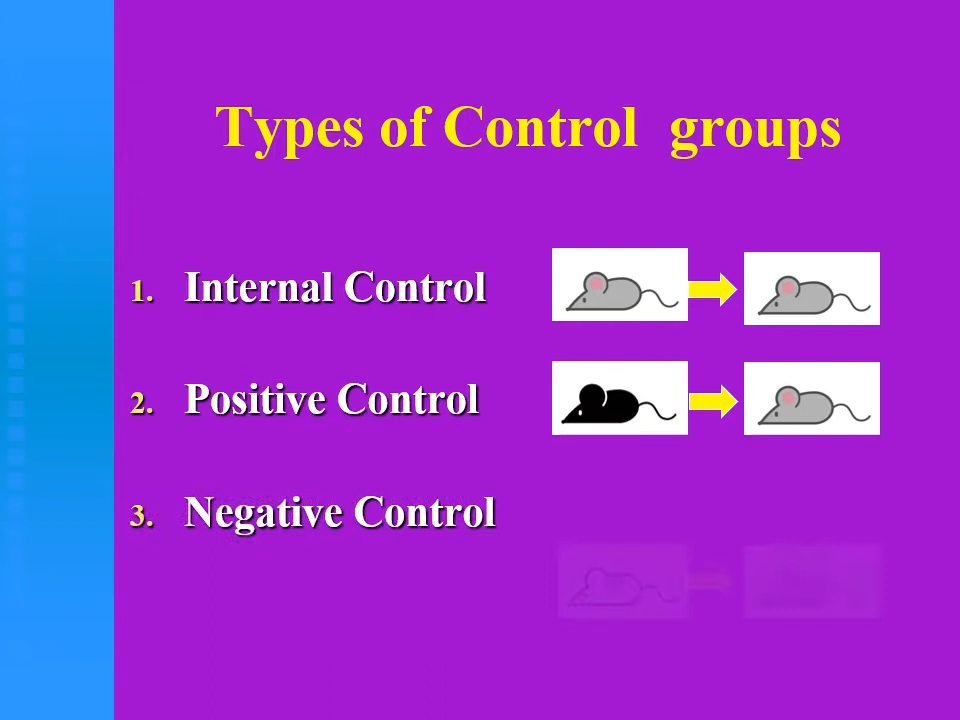 Types of Control groups
1. Internal Control
2. Positive Control
3. Negative Control